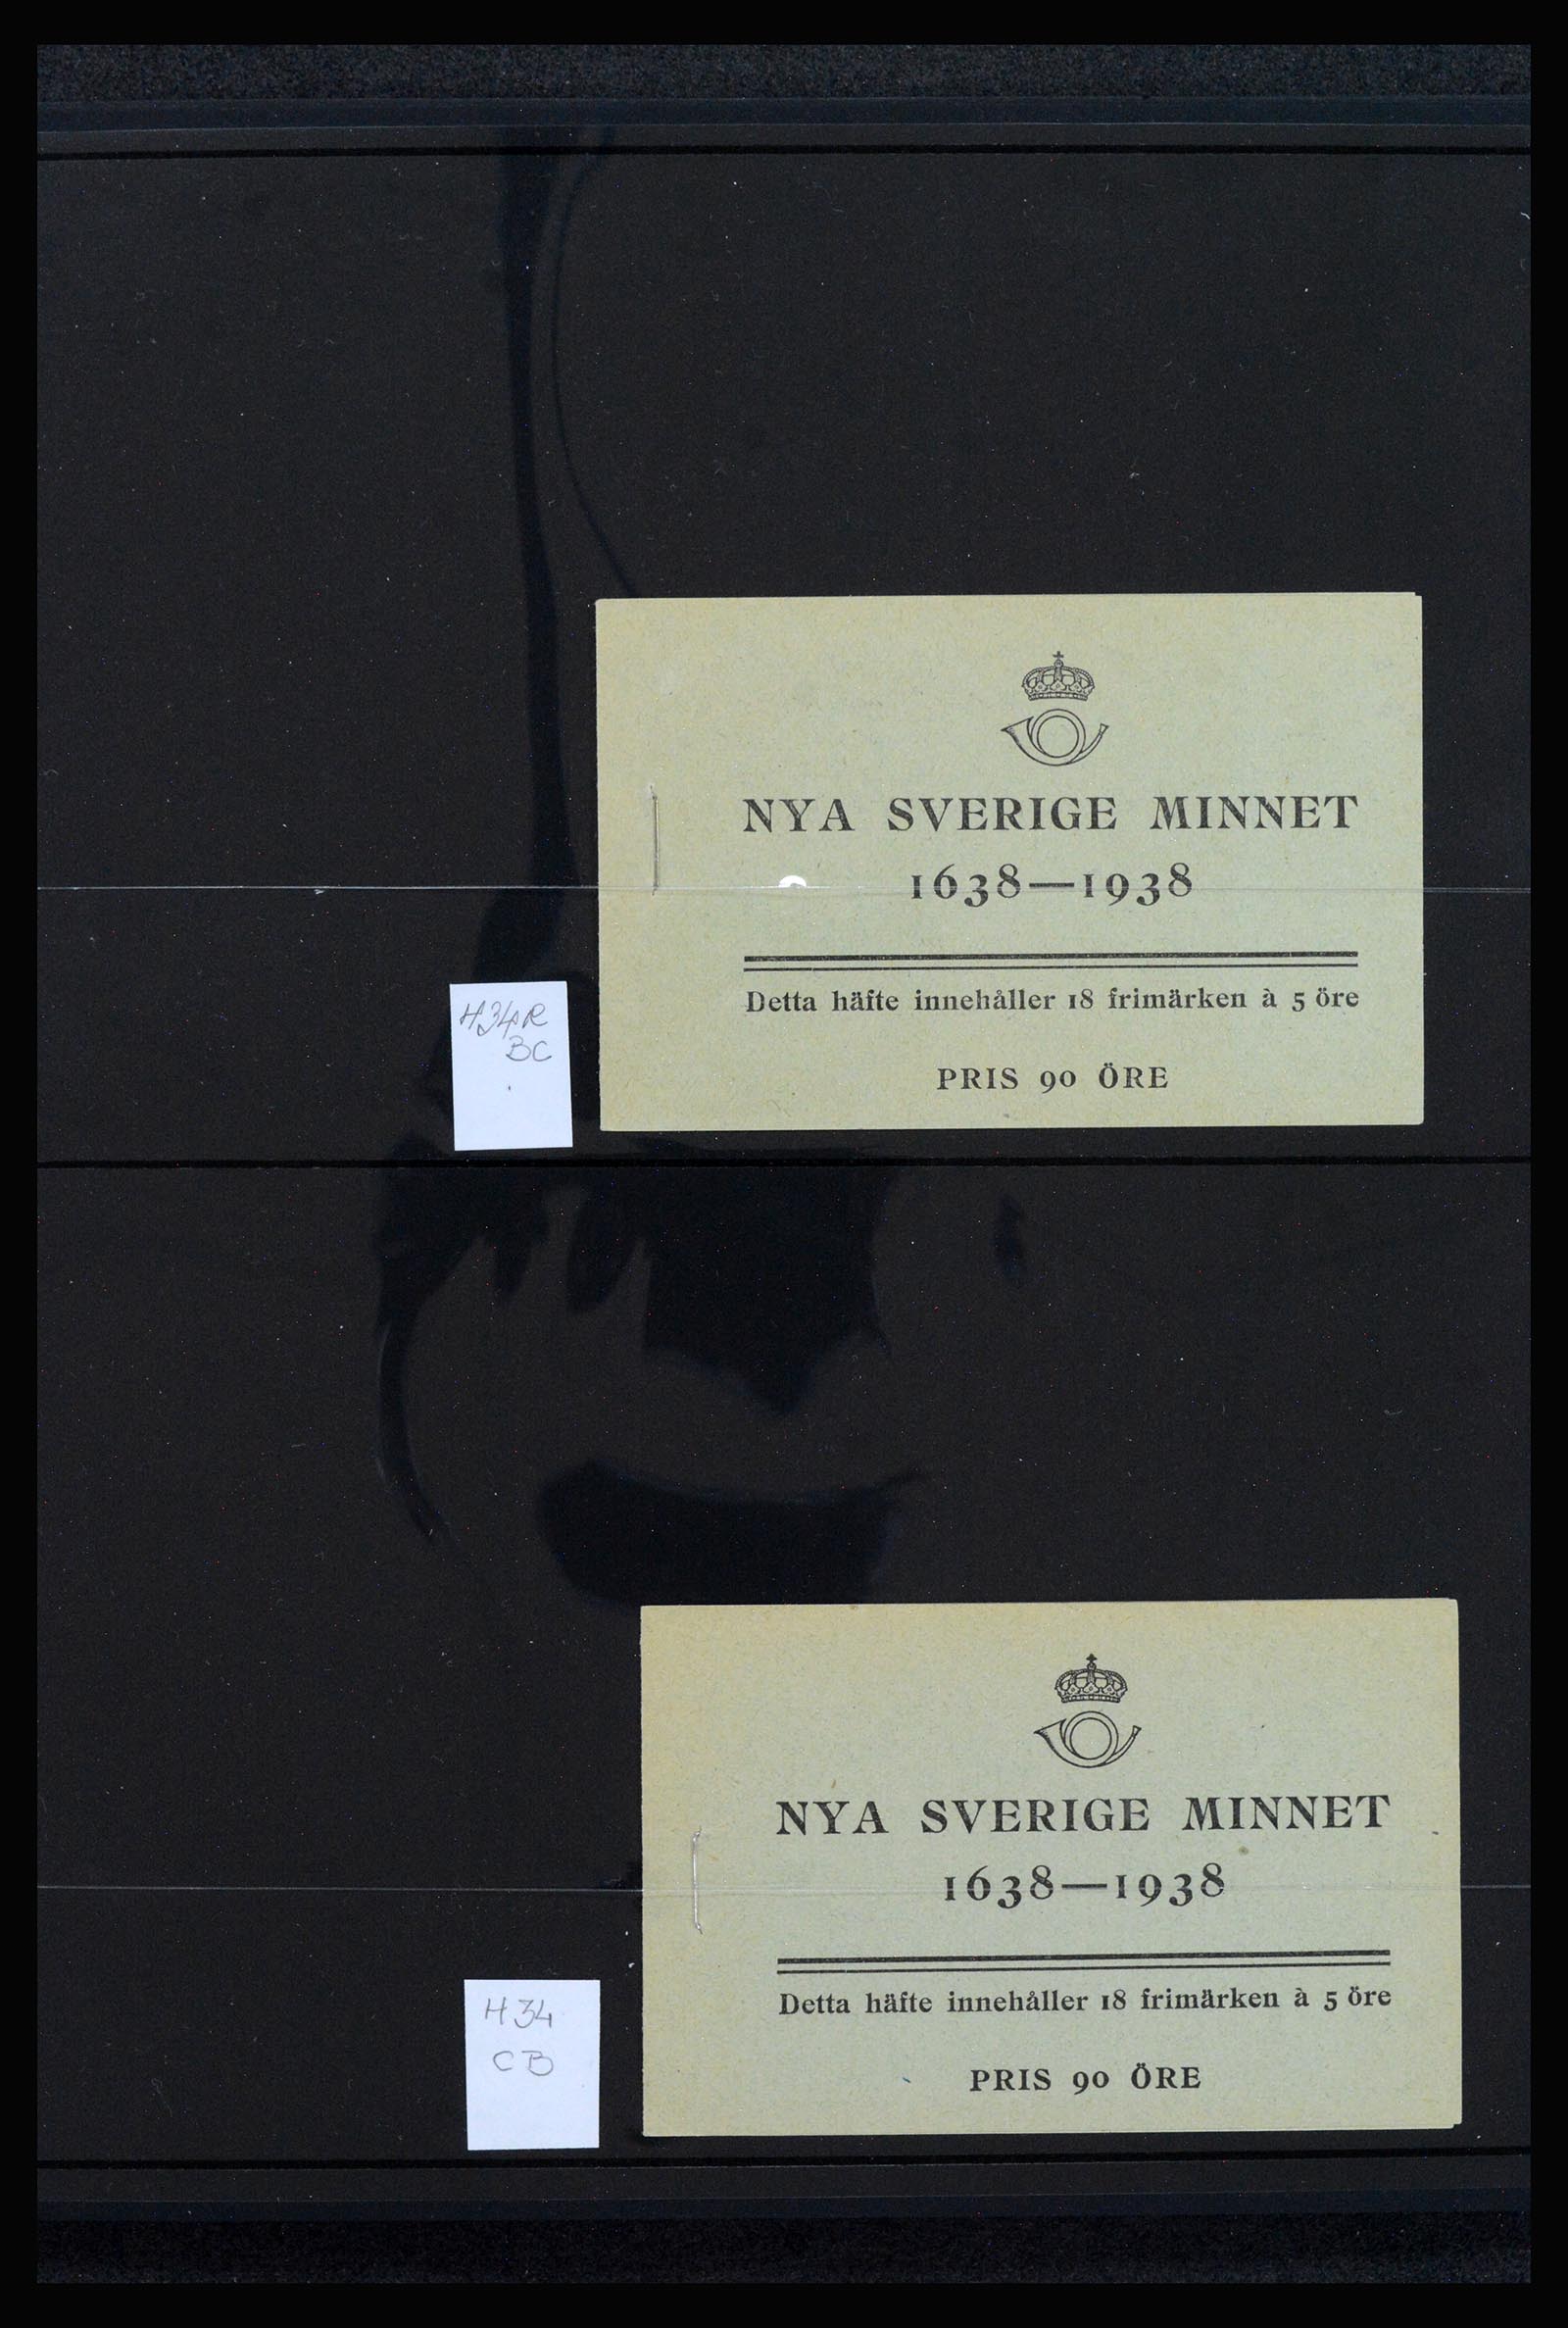 NYA SVERIGE MINNET
1638—1938
Detta häfte innehåller 18 frimärken à 5 öre
PRIS 90 ÖRE
H34R
BC
NYA SVERIGE MINNET
1638—1938
Detta häfte innehåller 18 frimärken à 5 öre
PRIS 90 ÖRE
H34
CB